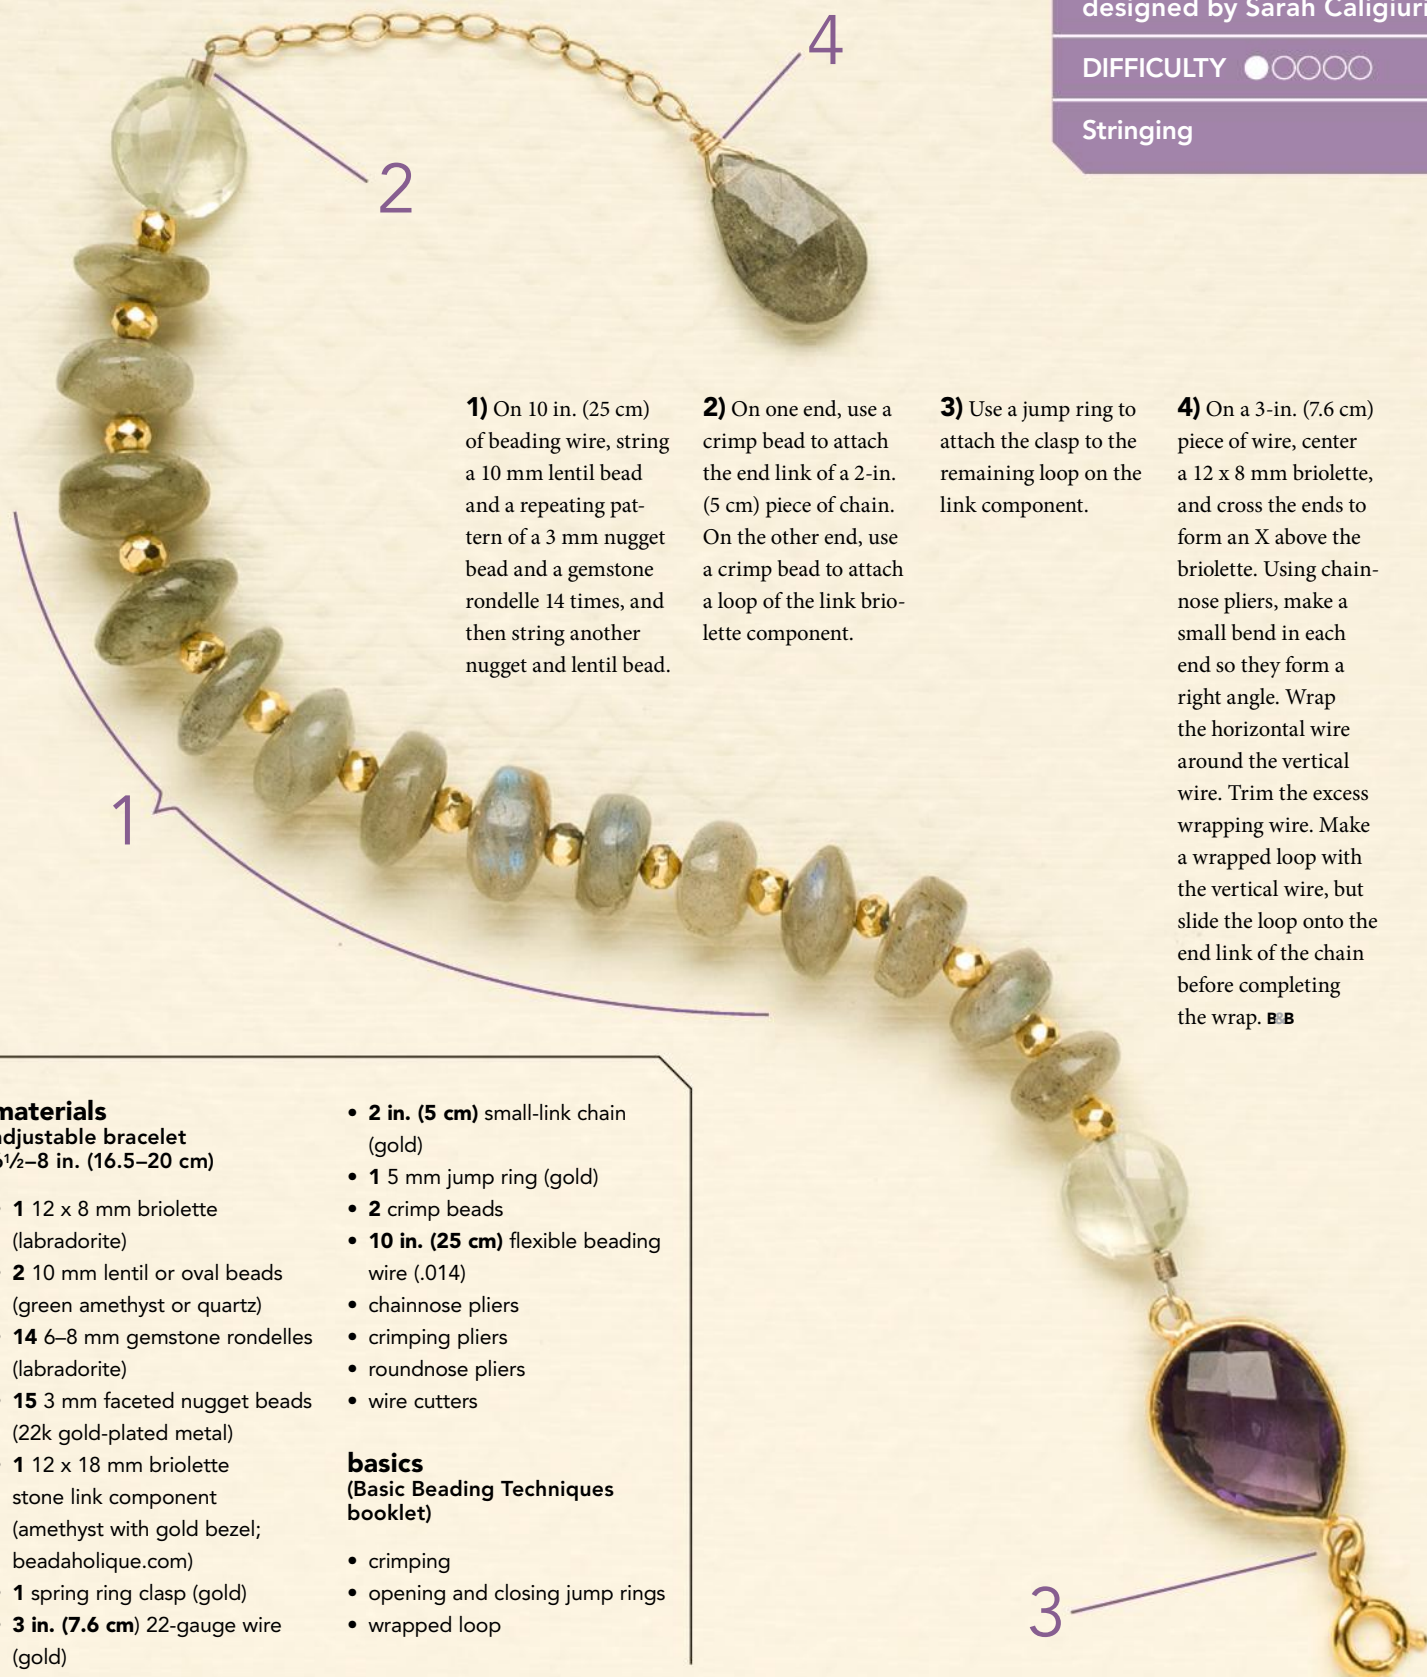 designed by Sarah Caligiuri
DIFFICULTY
Stringing
4
2
1
3
1) On 10 in. (25 cm)
of beading wire, string
a 10 mm lentil bead
and a repeating pat-
tern of a 3 mm nugget
bead and a gemstone
rondelle 14 times, and
then string another
nugget and lentil bead.
2) On one end, use a
crimp bead to attach
the end link of a 2-in.
(5 cm) piece of chain.
On the other end, use
a crimp bead to attach
a loop of the link brio-
lette component.
3) Use a jump ring to
attach the clasp to the
remaining loop on the
link component.
4) On a 3-in. (7.6 cm)
piece of wire, center
a 12 x 8 mm briolette,
and cross the ends to
form an X above the
briolette. Using chain-
nose pliers, make a
small bend in each
end so they form a
right angle. Wrap
the horizontal wire
around the vertical
wire. Trim the excess
wrapping wire. Make
a wrapped loop with
the vertical wire, but
slide the loop onto the
end link of the chain
before completing
the wrap. B&B
materials
adjustable bracelet
6½–8 in. (16.5–20 cm)
1 12 x 8 mm briolette
(labradorite)
2 10 mm lentil or oval beads
(green amethyst or quartz)
14 6–8 mm gemstone rondelles
(labradorite)
15 3 mm faceted nugget beads
(22k gold-plated metal)
1 12 x 18 mm briolette
stone link component
(amethyst with gold bezel;
beadaholique.com)
1 spring ring clasp (gold)
3 in. (7.6 cm) 22-gauge wire
(gold)
• 2 in. (5 cm) small-link chain
(gold)
• 1 5 mm jump ring (gold)
• 2 crimp beads
• 10 in. (25 cm) flexible beading
wire (.014)
• chainnose pliers
• crimping pliers
• roundnose pliers
• wire cutters
basics
(Basic Beading Techniques
booklet)
• crimping
• opening and closing jump rings
• wrapped loop